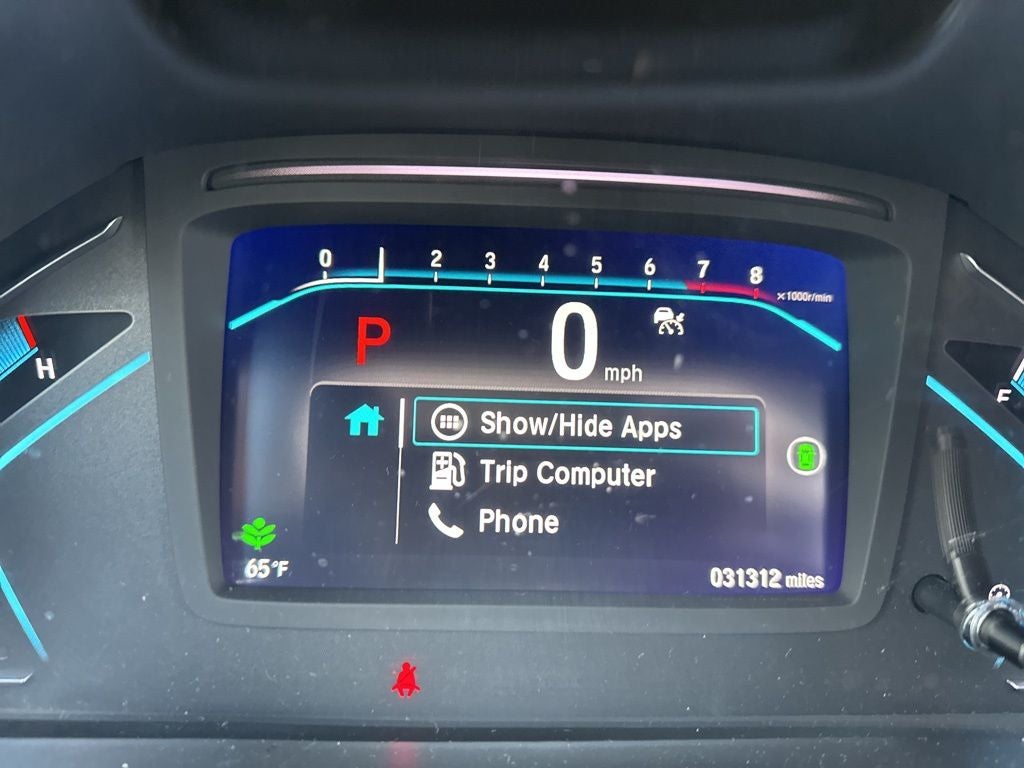 0 2 3 4 5 6 7 8
×1000r/min
P 0 mph
H
F
Show/Hide Apps
Trip Computer
Phone
65°F
031312 miles